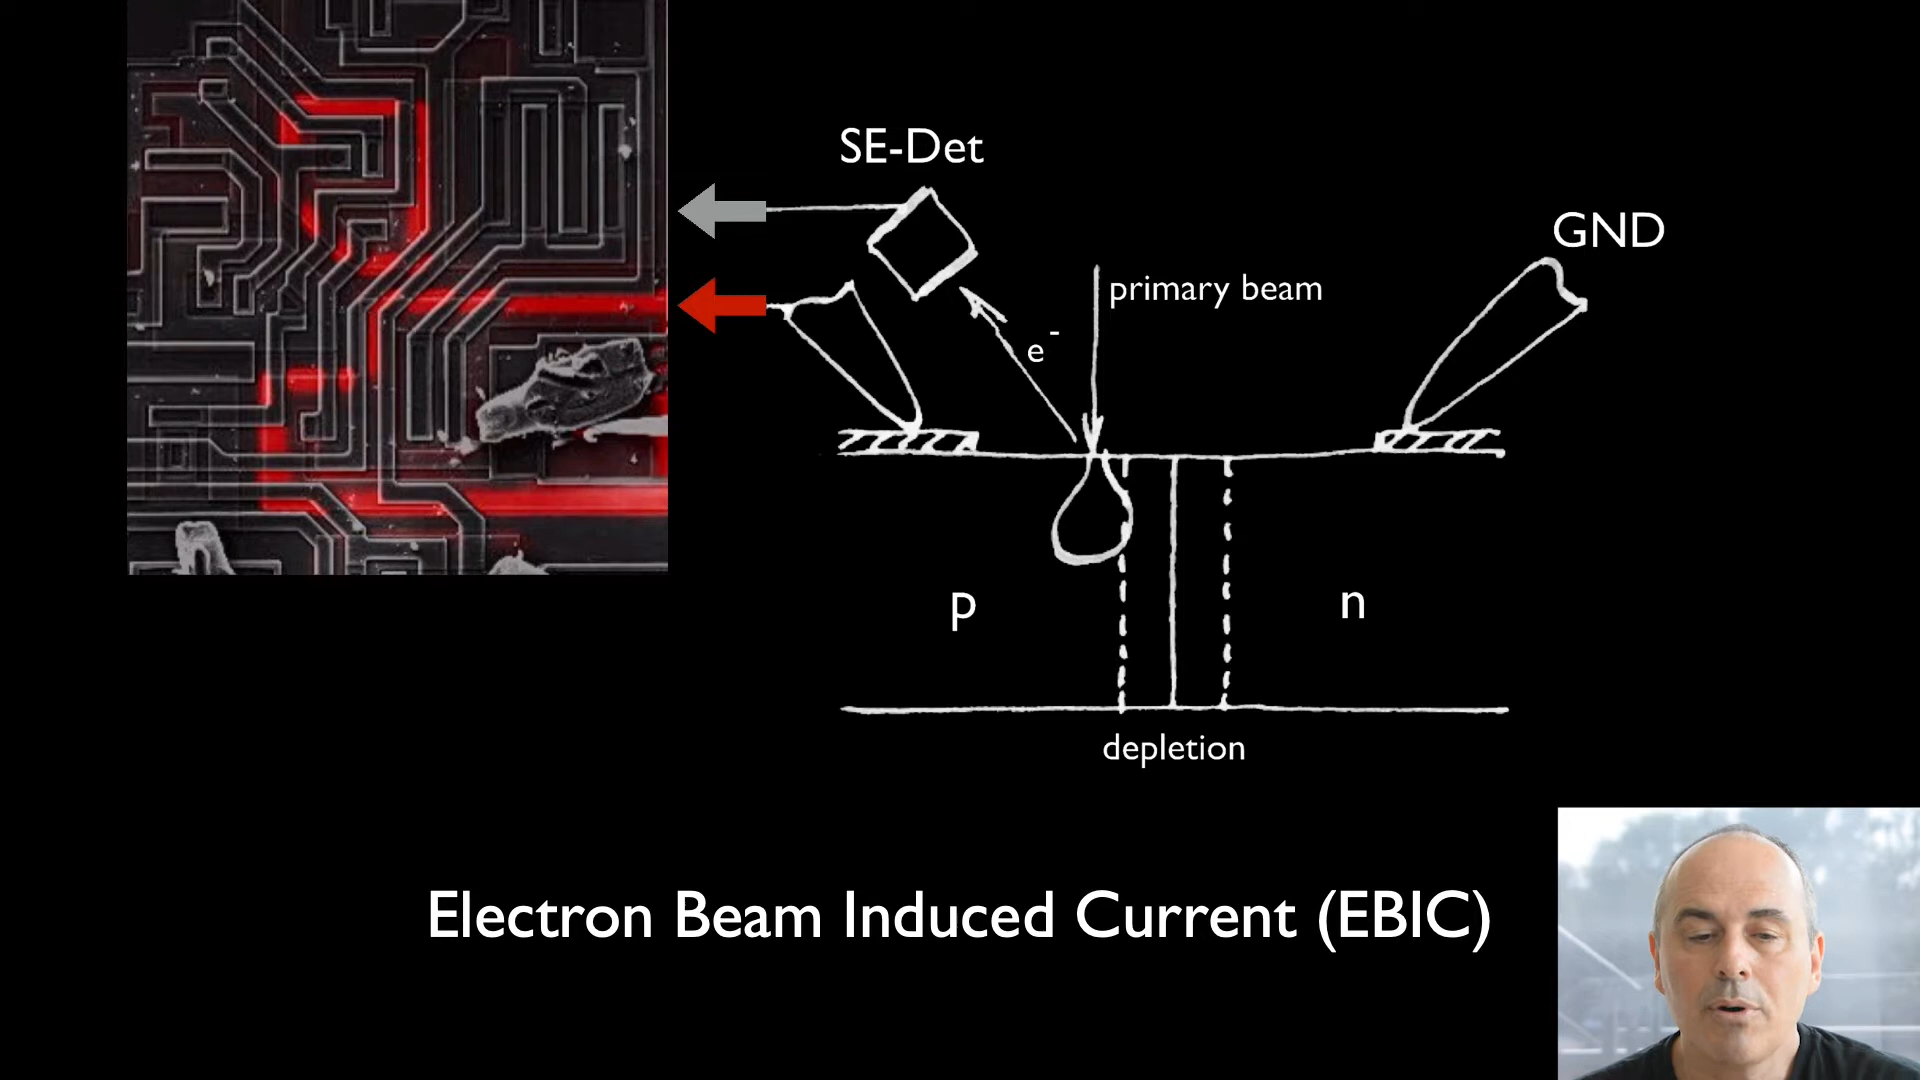 SE-Det
GND
primary beam
e⁻
p
n
depletion
Electron Beam Induced Current (EBIC)